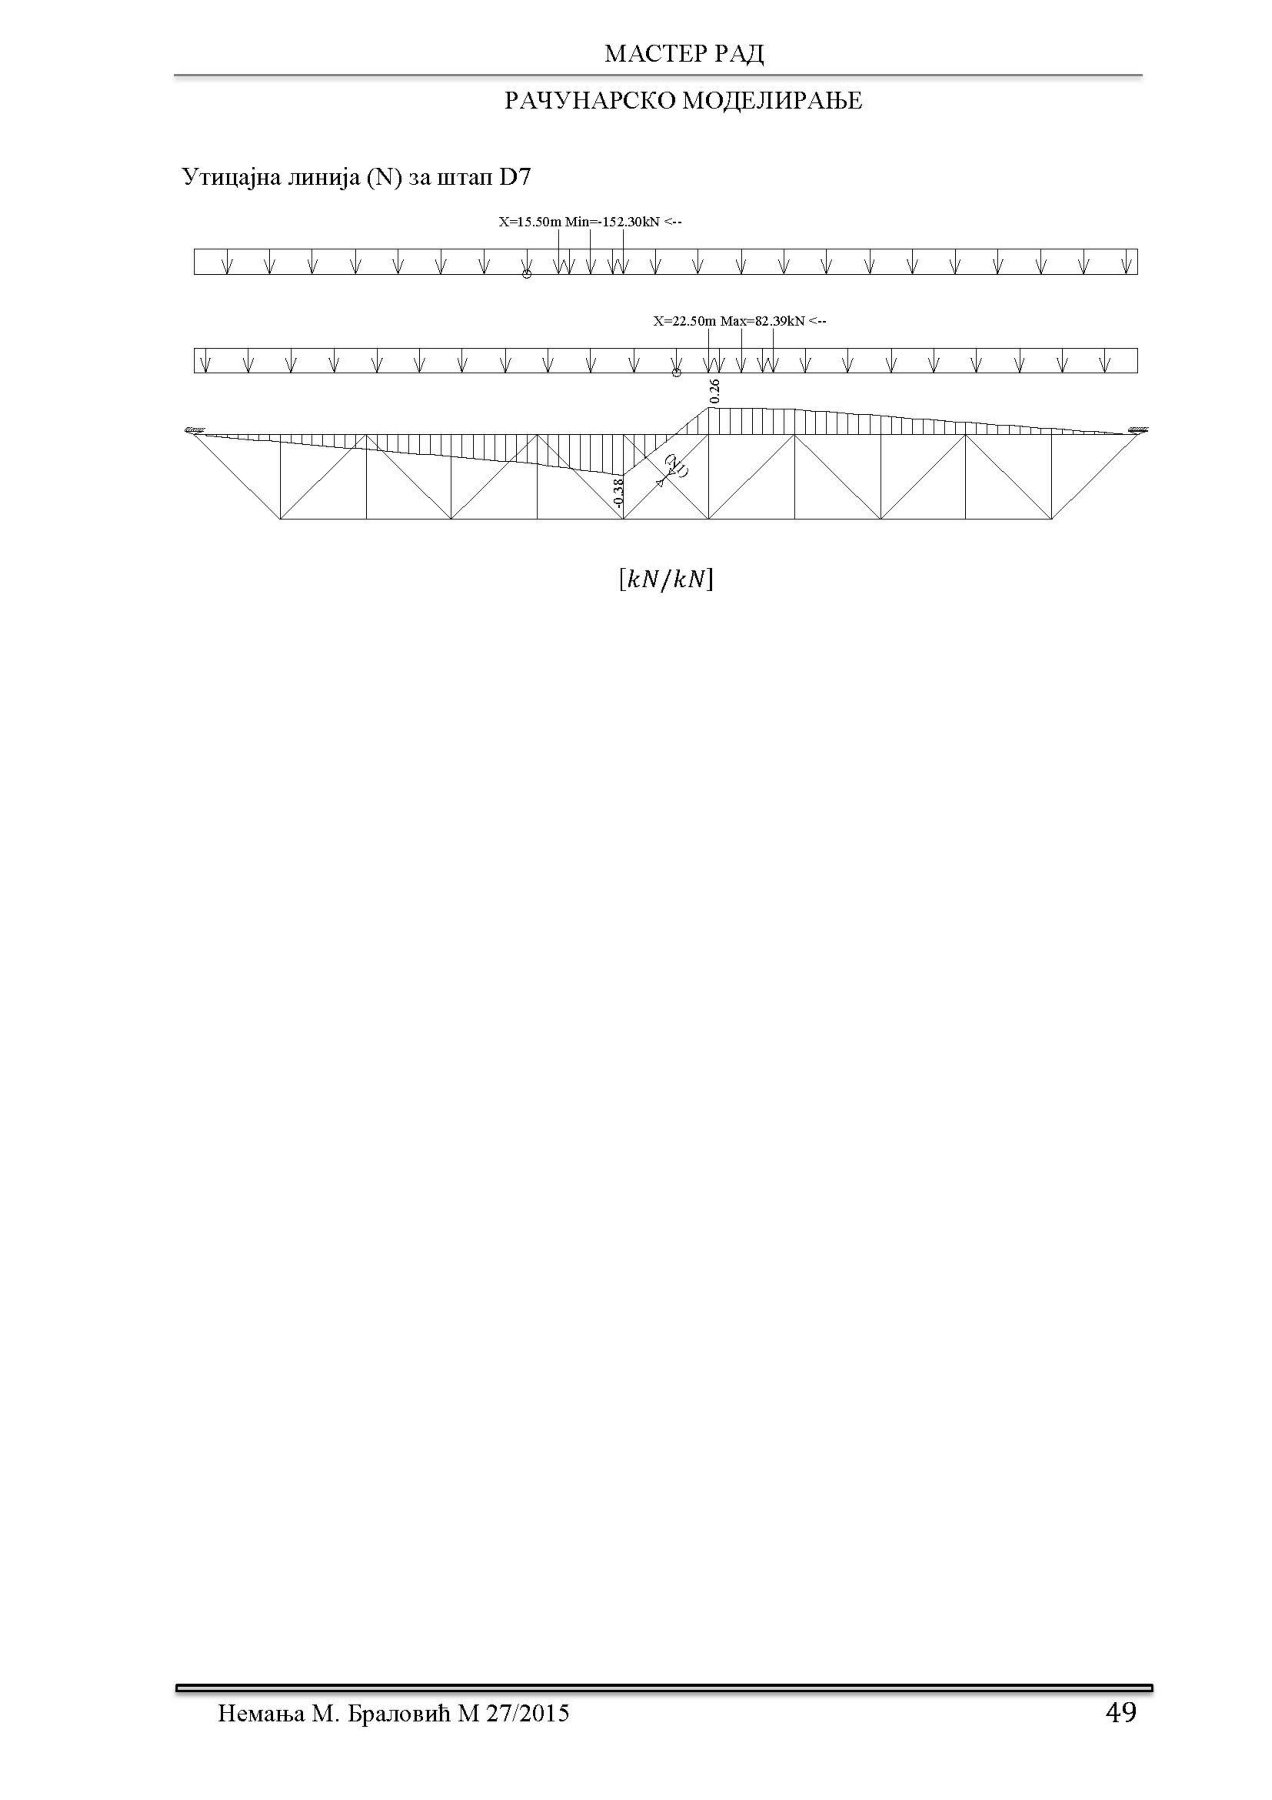 МАСТЕР РАД
РАЧУНАРСКО МОДЕЛИРАЊЕ
Утицајна линија (N) за штап D7
X=15.50m Min=-152.30kN <--
X=22.50m Max=82.39kN <--
0.26
(N1)
-0.38
[kN/kN]
Немања М. Браловић М 27/2015
49